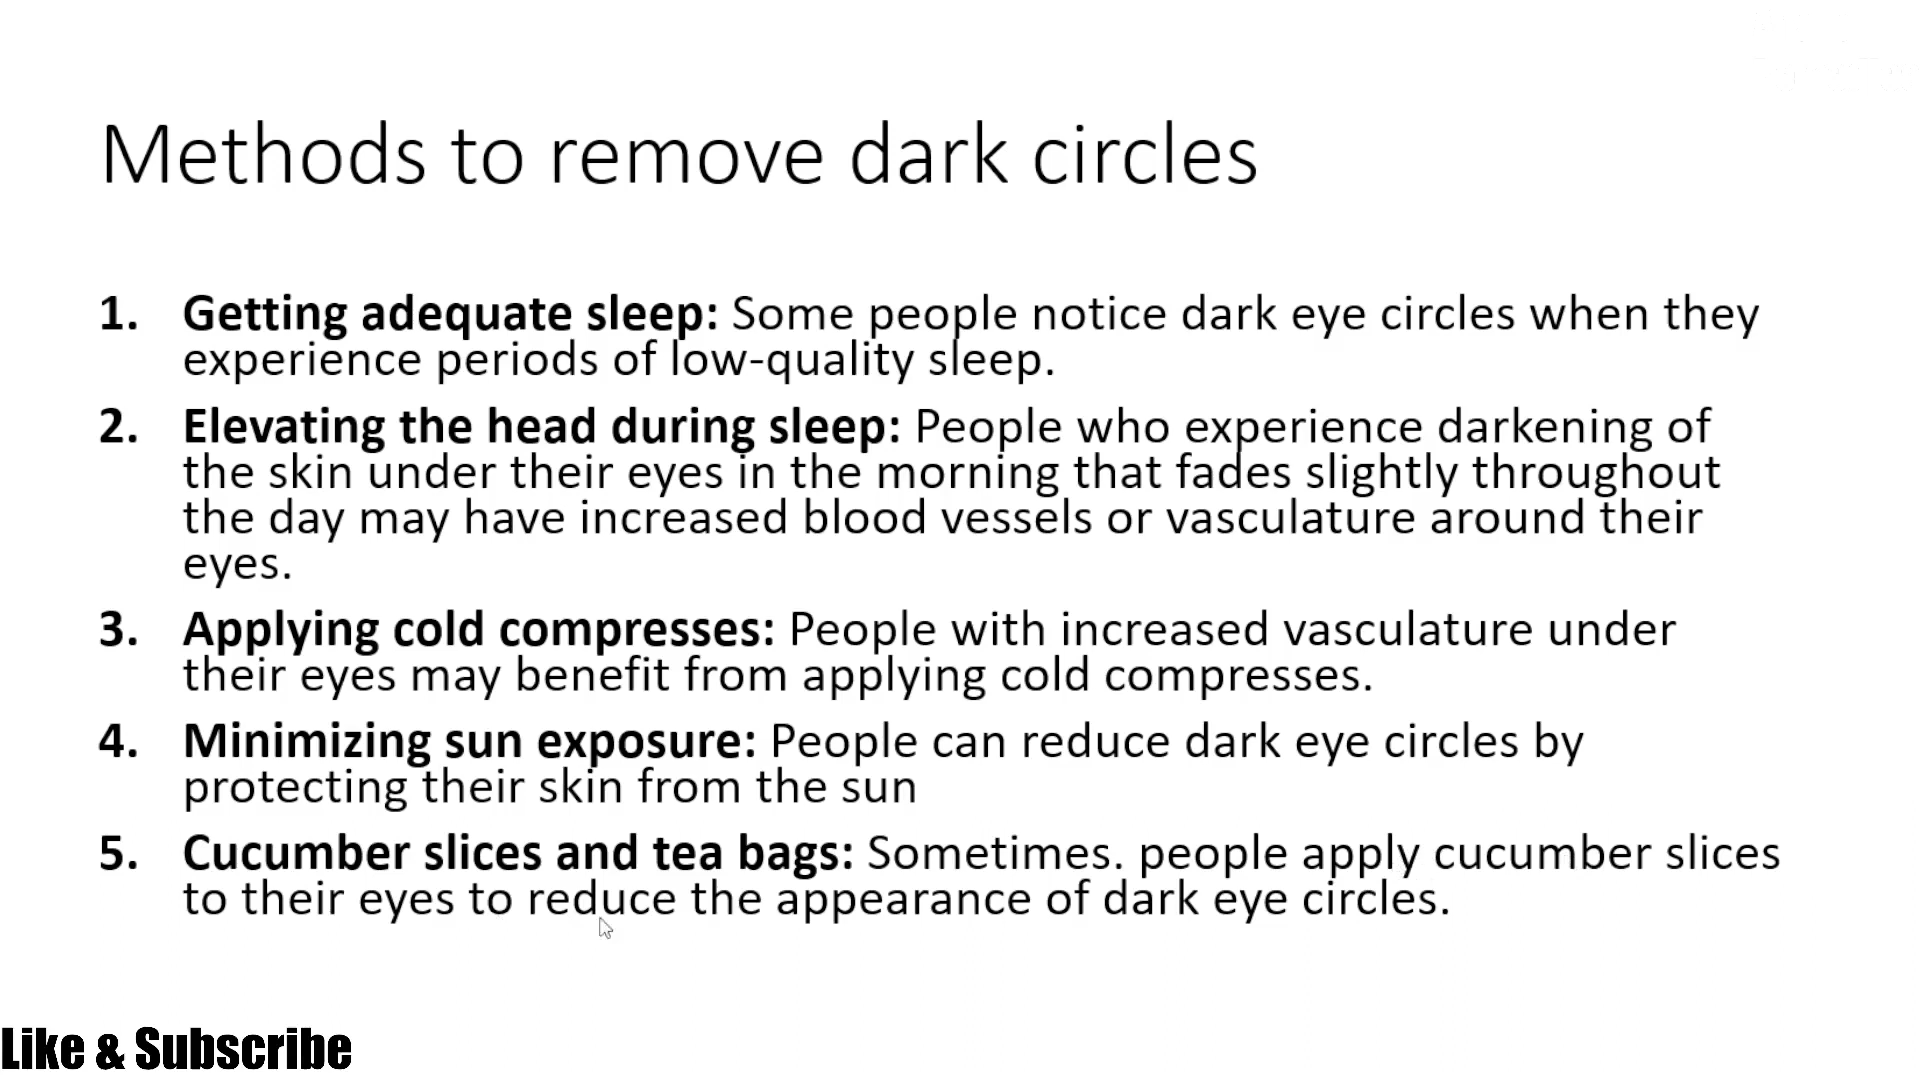 Methods to remove dark circles
1. Getting adequate sleep: Some people notice dark eye circles when they
experience periods of low-quality sleep.
2. Elevating the head during sleep: People who experience darkening of
the skin under their eyes in the morning that fades slightly throughout
the day may have increased blood vessels or vasculature around their
eyes.
3. Applying cold compresses: People with increased vasculature under
their eyes may benefit from applying cold compresses.
4. Minimizing sun exposure: People can reduce dark eye circles by
protecting their skin from the sun
5. Cucumber slices and tea bags: Sometimes. people apply cucumber slices
to their eyes to reduce the appearance of dark eye circles.
Like & Subscribe